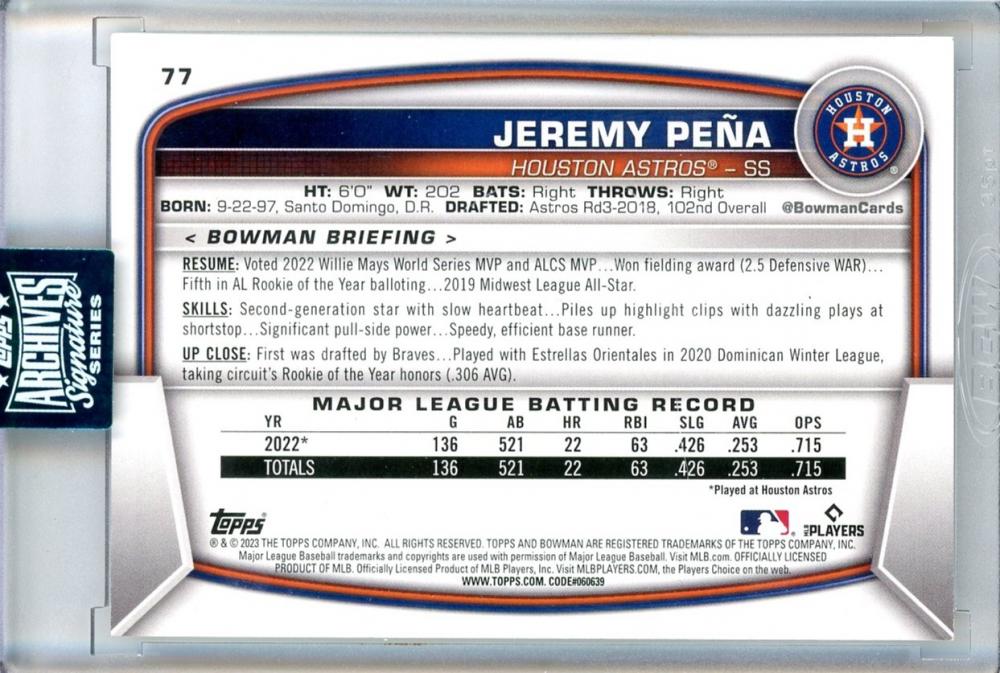 77
JEREMY PEÑA
HOUSTON ASTROS® – SS
HOUSTON
H
ASTROS
®
HT: 6'0" WT: 202 BATS: Right THROWS: Right
BORN: 9-22-97, Santo Domingo, D.R. DRAFTED: Astros Rd3-2018, 102nd Overall
@BowmanCards
< BOWMAN BRIEFING >
RESUME: Voted 2022 Willie Mays World Series MVP and ALCS MVP...Won fielding award (2.5 Defensive WAR)...
Fifth in AL Rookie of the Year balloting...2019 Midwest League All-Star.
SKILLS: Second-generation star with slow heartbeat...Piles up highlight clips with dazzling plays at
shortstop...Significant pull-side power...Speedy, efficient base runner.
UP CLOSE: First was drafted by Braves...Played with Estrellas Orientales in 2020 Dominican Winter League,
taking circuit's Rookie of the Year honors (.306 AVG).
MAJOR LEAGUE BATTING RECORD
YR G AB HR RBI SLG AVG OPS
2022* 136 521 22 63 .426 .253 .715
TOTALS 136 521 22 63 .426 .253 .715
*Played at Houston Astros
topps®
MLB PLAYERS
® & © 2023 THE TOPPS COMPANY, INC. ALL RIGHTS RESERVED. TOPPS AND BOWMAN ARE REGISTERED TRADEMARKS OF THE TOPPS COMPANY, INC.
Major League Baseball trademarks and copyrights are used with permission of Major League Baseball. Visit MLB.com. OFFICIALLY LICENSED
PRODUCT OF MLB. Officially Licensed Product of MLB Players, Inc. Visit MLBPLAYERS.COM, the Players Choice on the web.
WWW.TOPPS.COM. CODE#060639
★ TOPPS ★
ARCHIVES
Signature
SERIES
35PT